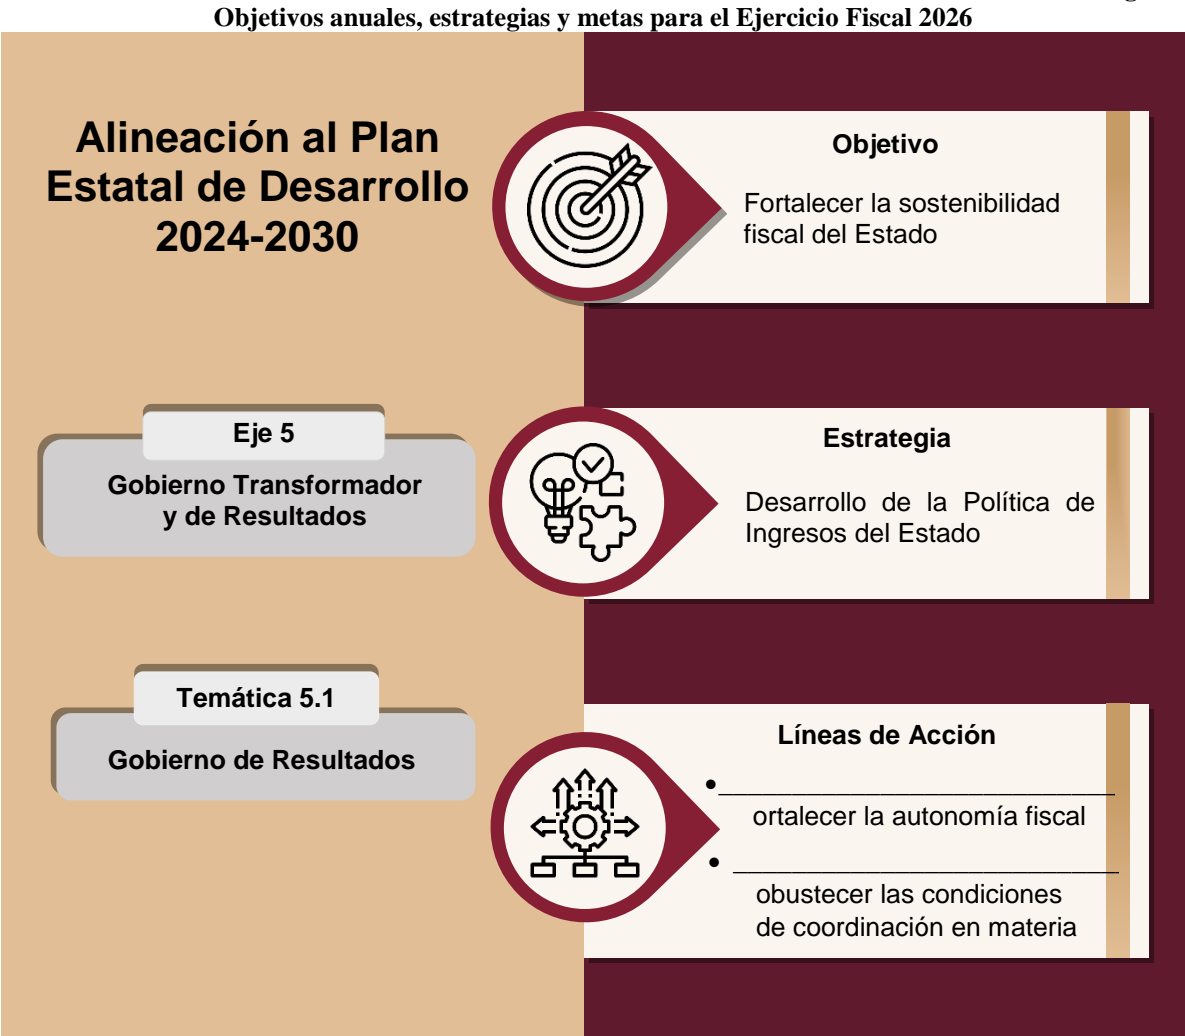 Objetivos anuales, estrategias y metas para el Ejercicio Fiscal 2026
Alineación al Plan
Estatal de Desarrollo
2024-2030
Objetivo
Fortalecer la sostenibilidad
fiscal del Estado
Eje 5
Gobierno Transformador
y de Resultados
Estrategia
Desarrollo de la Política de
Ingresos del Estado
Temática 5.1
Gobierno de Resultados
Líneas de Acción
•____________________________
ortalecer la autonomía fiscal
• ___________________________
obustecer las condiciones
de coordinación en materia